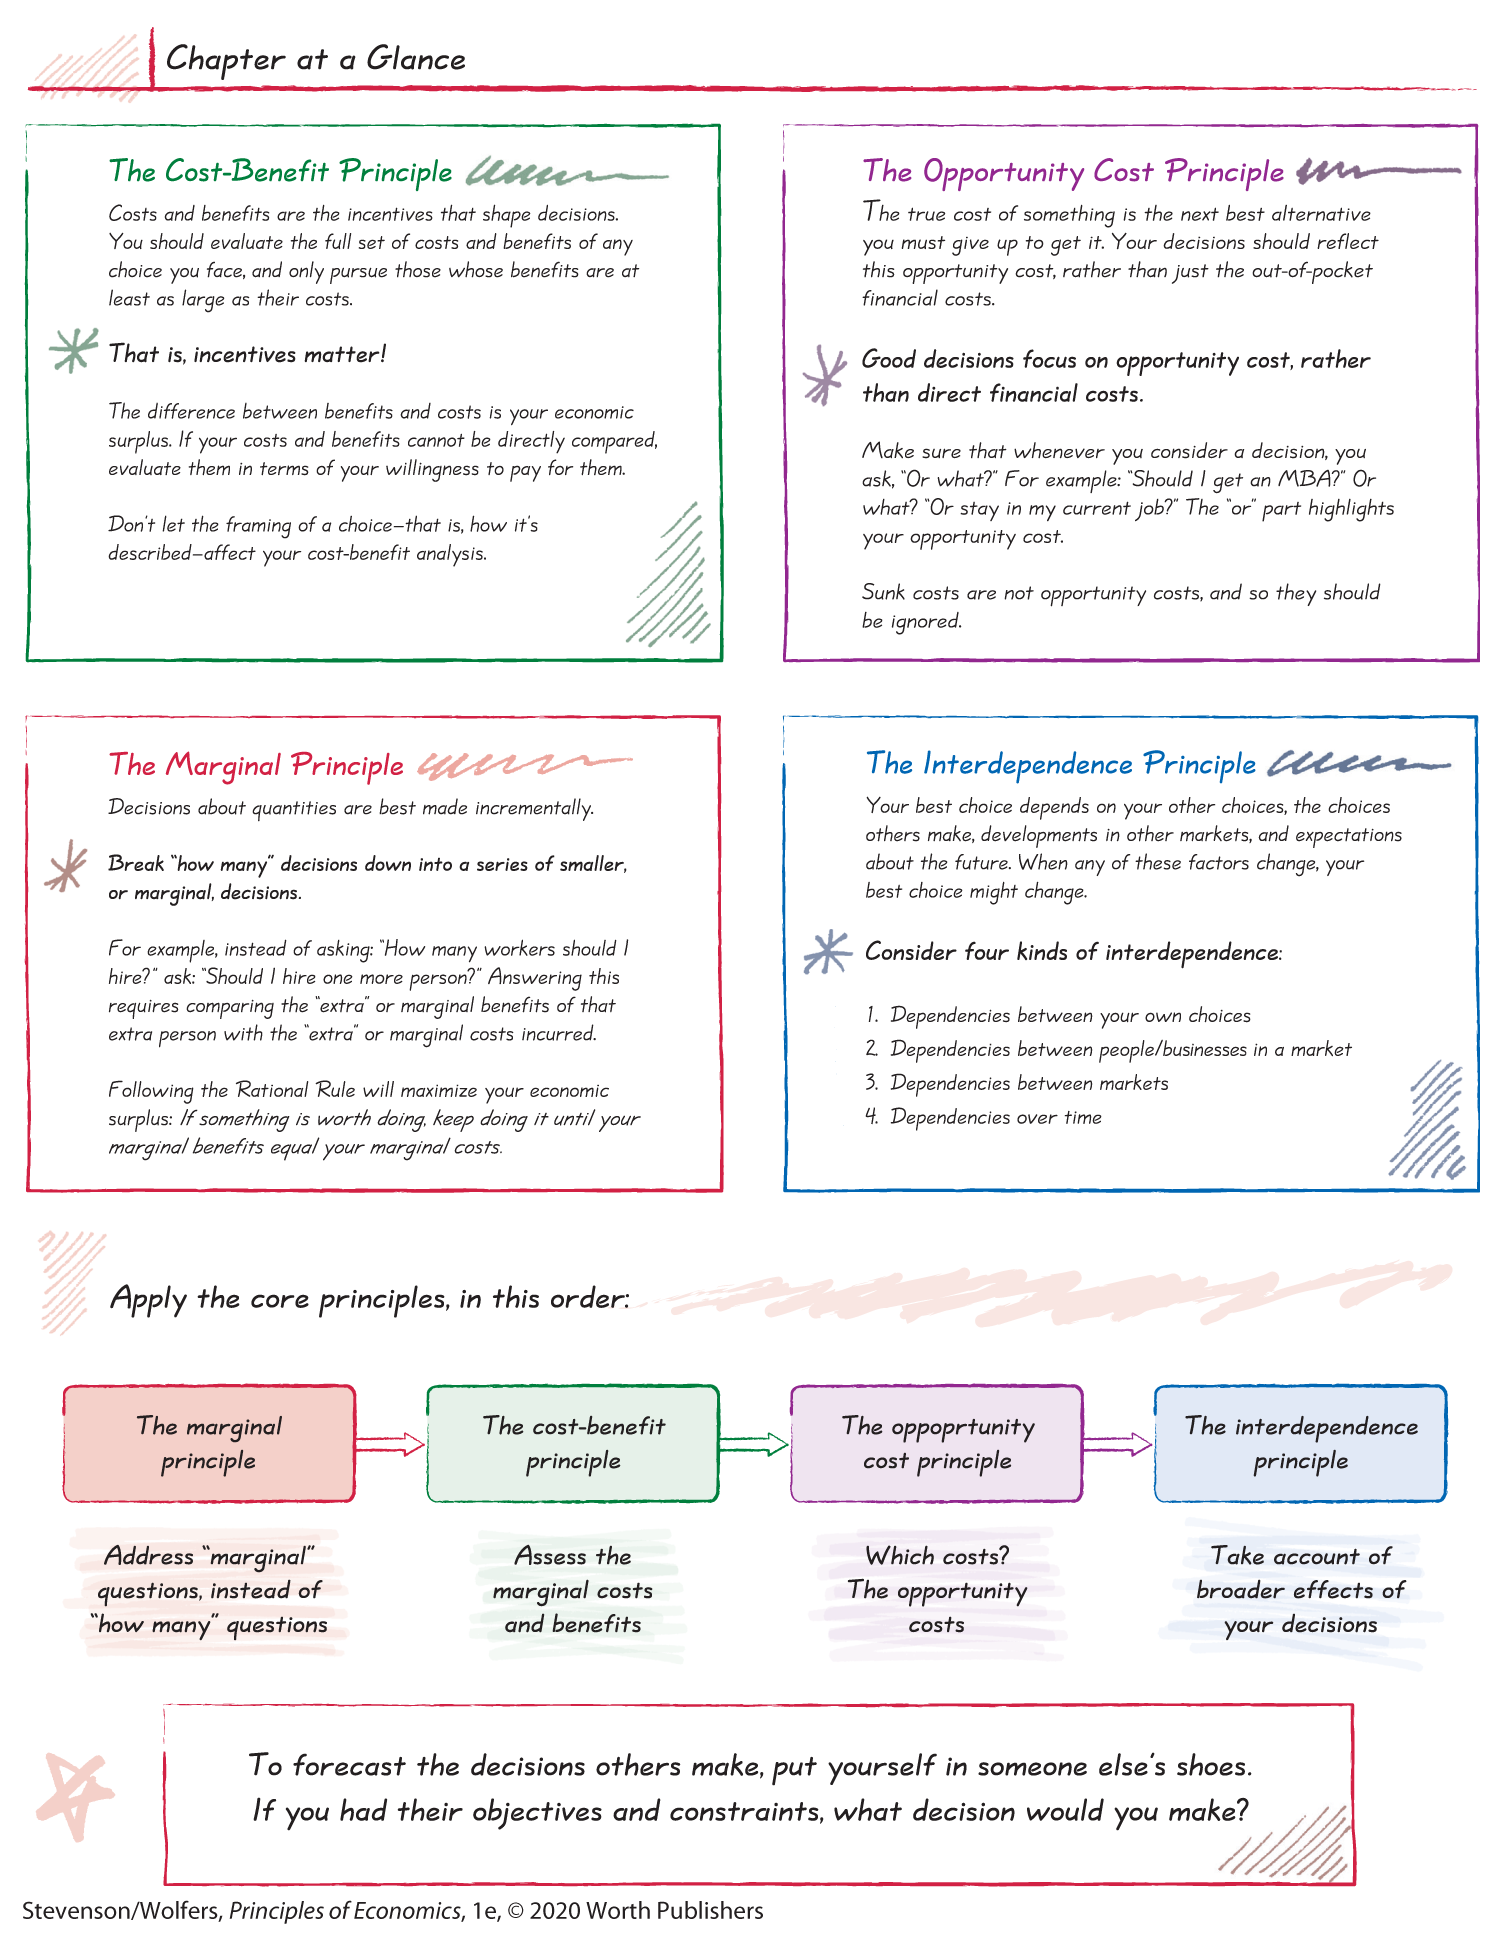 Chapter at a Glance
The Cost-Benefit Principle
Costs and benefits are the incentives that shape decisions.
You should evaluate the full set of costs and benefits of any
choice you face, and only pursue those whose benefits are at
least as large as their costs.
That is, incentives matter!
The difference between benefits and costs is your economic
surplus. If your costs and benefits cannot be directly compared,
evaluate them in terms of your willingness to pay for them.
Don't let the framing of a choice—that is, how it's
described—affect your cost-benefit analysis.
The Opportunity Cost Principle
The true cost of something is the next best alternative
you must give up to get it. Your decisions should reflect
this opportunity cost, rather than just the out-of-pocket
financial costs.
Good decisions focus on opportunity cost, rather
than direct financial costs.
Make sure that whenever you consider a decision, you
ask, "Or what?" For example: "Should I get an MBA?" Or
what? "Or stay in my current job?" The "or" part highlights
your opportunity cost.
Sunk costs are not opportunity costs, and so they should
be ignored.
The Marginal Principle
Decisions about quantities are best made incrementally.
Break "how many" decisions down into a series of smaller,
or marginal, decisions.
For example, instead of asking: "How many workers should I
hire?" ask: "Should I hire one more person?" Answering this
requires comparing the "extra" or marginal benefits of that
extra person with the "extra" or marginal costs incurred.
Following the Rational Rule will maximize your economic
surplus: If something is worth doing, keep doing it until your
marginal benefits equal your marginal costs.
The Interdependence Principle
Your best choice depends on your other choices, the choices
others make, developments in other markets, and expectations
about the future. When any of these factors change, your
best choice might change.
Consider four kinds of interdependence:
1. Dependencies between your own choices
2. Dependencies between people/businesses in a market
3. Dependencies between markets
4. Dependencies over time
Apply the core principles, in this order:
The marginal
principle
The cost-benefit
principle
The oppoprtunity
cost principle
The interdependence
principle
Address "marginal"
questions, instead of
"how many" questions
Assess the
marginal costs
and benefits
Which costs?
The opportunity
costs
Take account of
broader effects of
your decisions
To forecast the decisions others make, put yourself in someone else's shoes.
If you had their objectives and constraints, what decision would you make?
Stevenson/Wolfers, Principles of Economics, 1e, © 2020 Worth Publishers